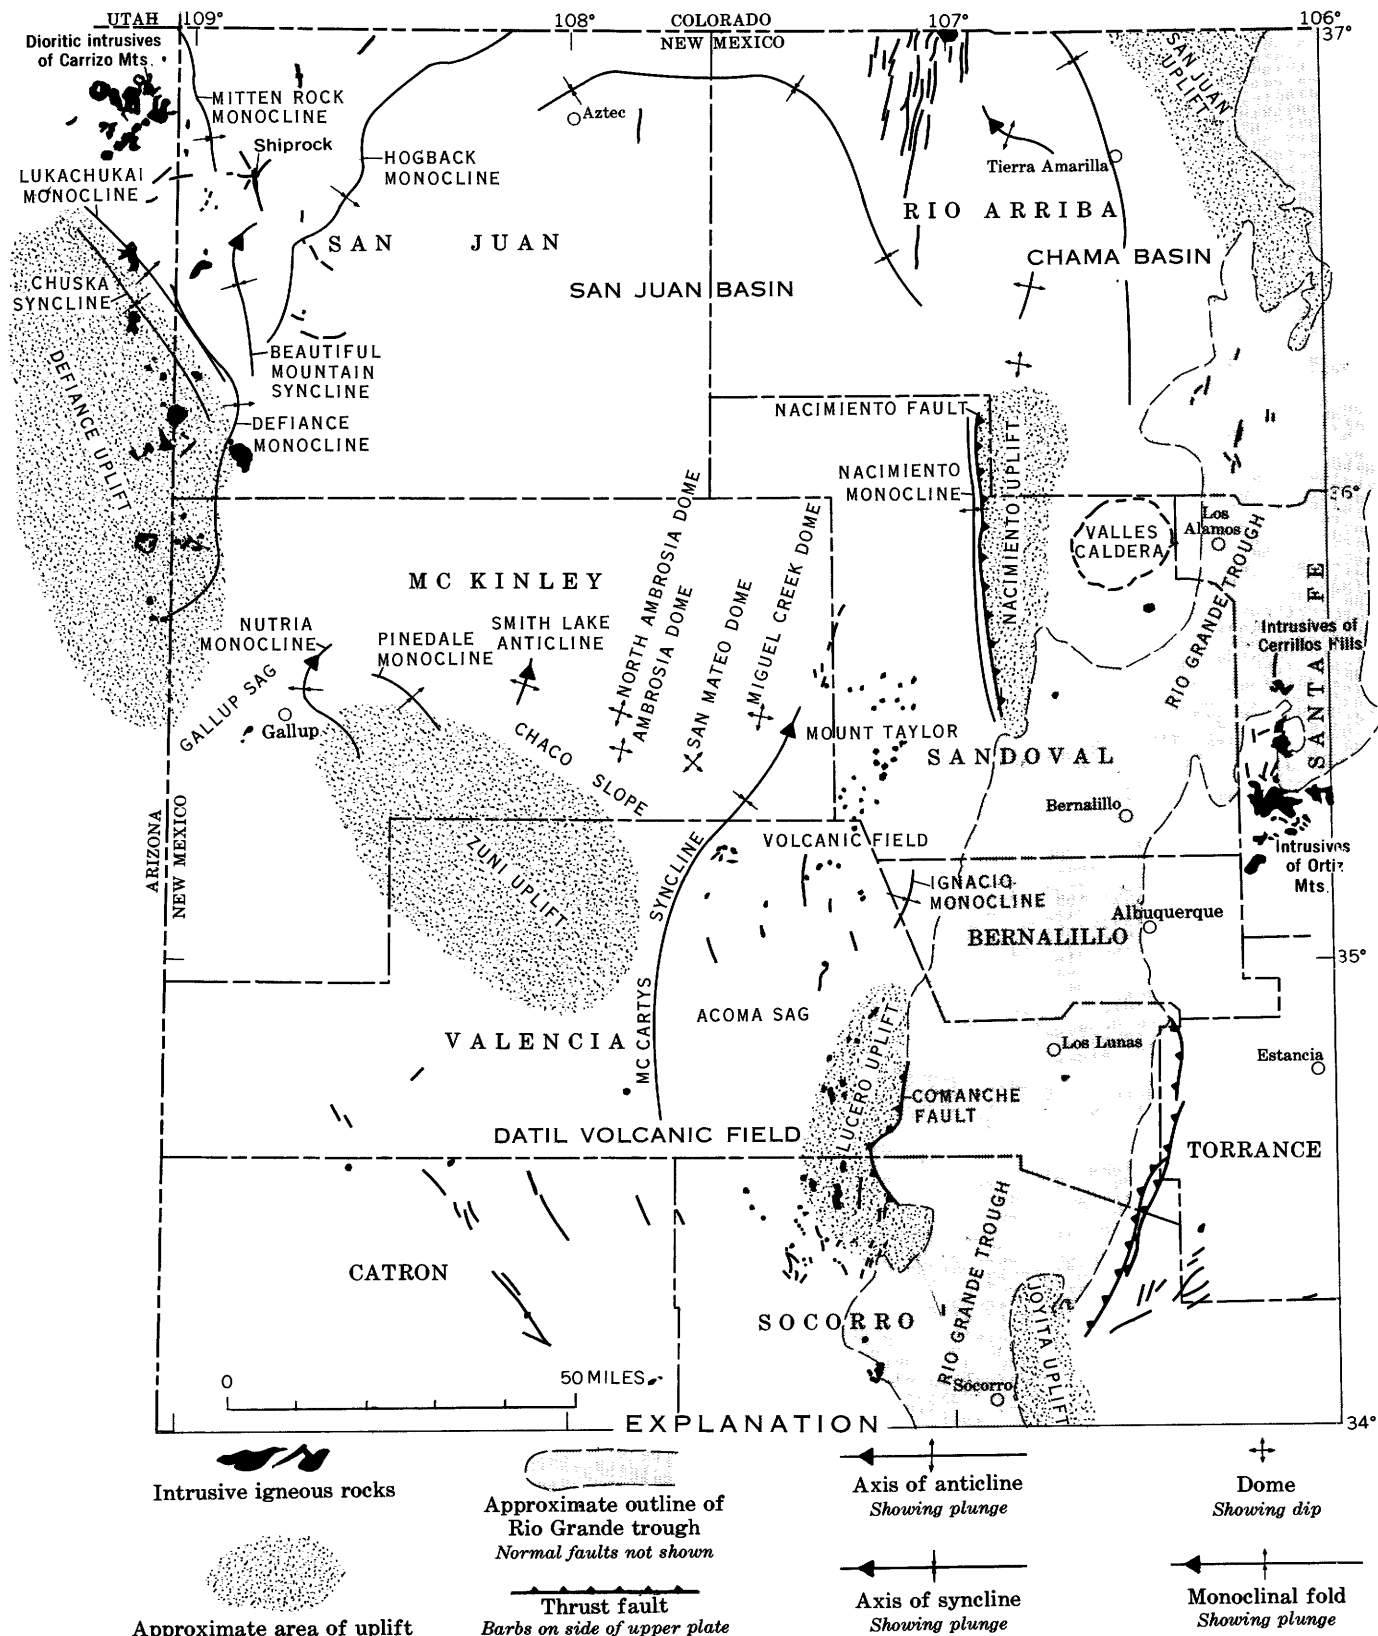 UTAH
109°
108°
COLORADO
NEW MEXICO
107°
106°
37°
Dioritic intrusives
of Carrizo Mts.
MITTEN ROCK
MONOCLINE
Shiprock
LUKACHUKAI
MONOCLINE
HOGBACK
MONOCLINE
Aztec
SAN JUAN
UPLIFT
Tierra Amarilla
RIO ARRIBA
SAN JUAN
CHAMA BASIN
SAN JUAN BASIN
CHUSKA
SYNCLINE
DEFIANCE UPLIFT
BEAUTIFUL
MOUNTAIN
SYNCLINE
DEFIANCE
MONOCLINE
NACIMIENTO FAULT
NACIMIENTO
MONOCLINE
NACIMIENTO UPLIFT
36°
VALLES
CALDERA
Los
Alamos
RIO GRANDE TROUGH
SANTA FE
MC KINLEY
NORTH AMBROSIA DOME
AMBROSIA DOME
SAN MATEO DOME
MIGUEL CREEK DOME
NUTRIA
MONOCLINE
PINEDALE
MONOCLINE
SMITH LAKE
ANTICLINE
Intrusives of
Cerrillos Hills
GALLUP SAG
Gallup
CHACO SLOPE
MOUNT TAYLOR
SANDOVAL
Bernalillo
ARIZONA
NEW MEXICO
ZUNI UPLIFT
VOLCANIC FIELD
Intrusives
of Ortiz
Mts.
IGNACIO
MONOCLINE
Albuquerque
BERNALILLO
MC CARTYS SYNCLINE
35°
ACOMA SAG
VALENCIA
LUCERO UPLIFT
Los Lunas
Estancia
COMANCHE
FAULT
DATIL VOLCANIC FIELD
TORRANCE
CATRON
RIO GRANDE TROUGH
SOCORRO
JOYITA UPLIFT
Socorro
0
50 MILES
34°
EXPLANATION
Intrusive igneous rocks
Approximate outline of
Rio Grande trough
Normal faults not shown
Axis of anticline
Showing plunge
Dome
Showing dip
Approximate area of uplift
Thrust fault
Barbs on side of upper plate
Axis of syncline
Showing plunge
Monoclinal fold
Showing plunge